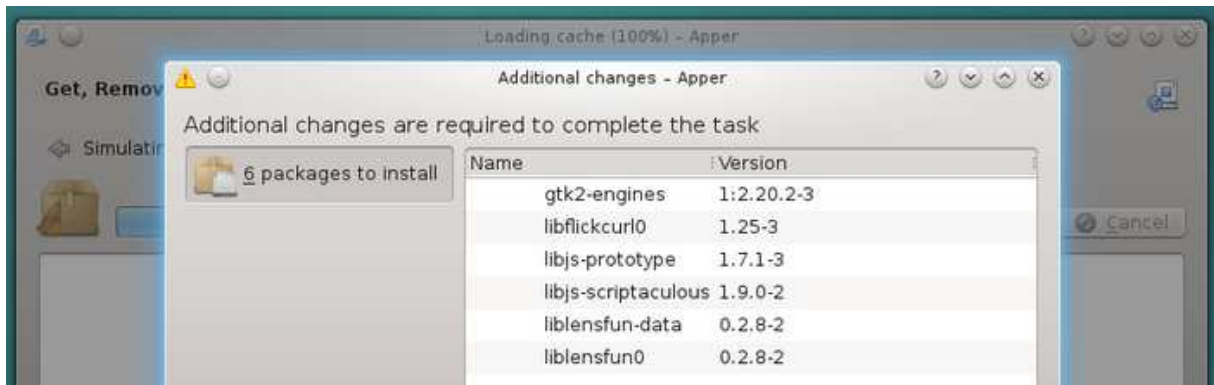 Loading cache (100%) - Apper
Get, Remov
Additional changes - Apper
Additional changes are required to complete the task
Simulatin
6 packages to install
Name Version
gtk2-engines 1:2.20.2-3
libflickcurl0 1.25-3
Cancel
libjs-prototype 1.7.1-3
libjs-scriptaculous 1.9.0-2
liblensfun-data 0.2.8-2
liblensfun0 0.2.8-2